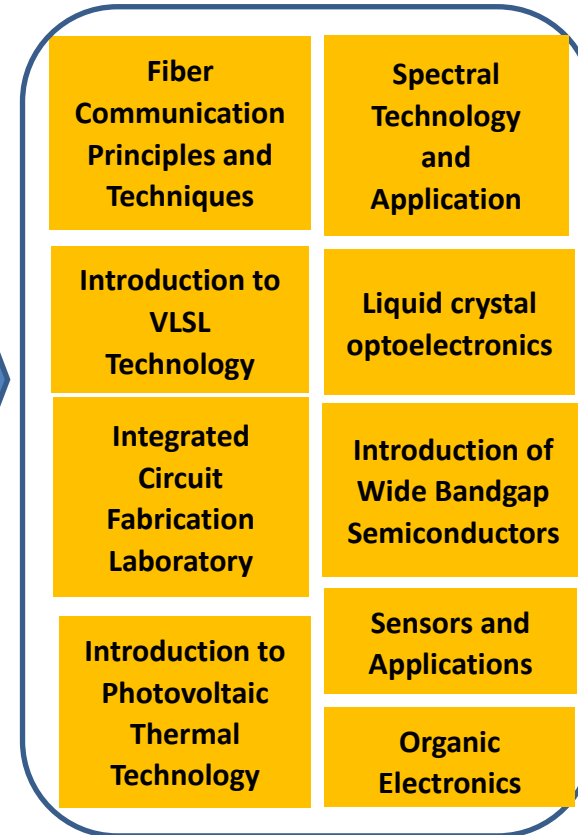 Fiber
Communication
Principles and
Techniques
Spectral
Technology
and
Application
Introduction to
VLSL
Technology
Liquid crystal
optoelectronics
Integrated
Circuit
Fabrication
Laboratory
Introduction of
Wide Bandgap
Semiconductors
Introduction to
Photovoltaic
Thermal
Technology
Sensors and
Applications
Organic
Electronics